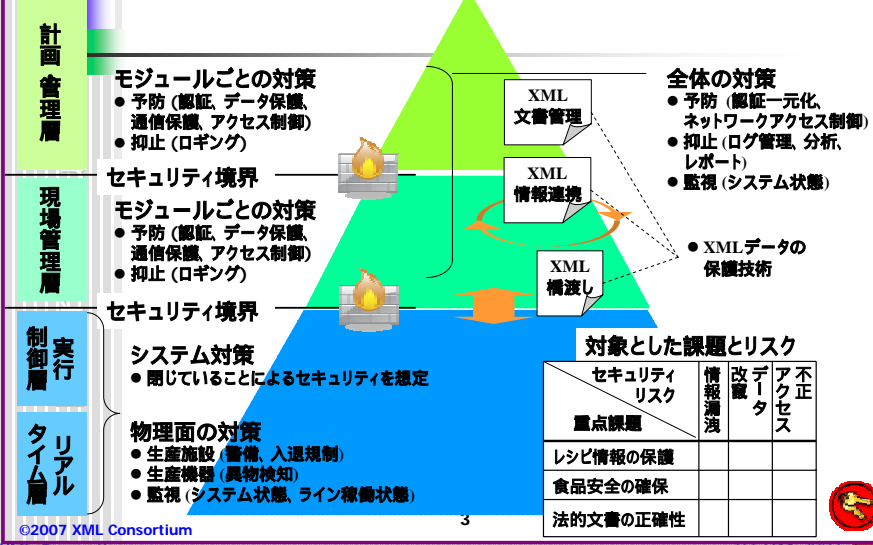 計画・管理層
モジュールごとの対策
● 予防 (認証、データ保護、
通信保護、アクセス制御)
● 抑止 (ロギング)
セキュリティ境界
現場管理層
モジュールごとの対策
● 予防 (認証、データ保護、
通信保護、アクセス制御)
● 抑止 (ロギング)
セキュリティ境界
実行
制御層
システム対策
● 閉じていることによるセキュリティを想定
リアル
タイム層
物理面の対策
● 生産施設 (警備、入退規制)
● 生産機器 (異物検知)
● 監視 (システム状態、ライン稼働状態)
XML
文書管理
XML
情報連携
XML
橋渡し
全体の対策
● 予防 (認証一元化、
ネットワークアクセス制御)
● 抑止 (ログ管理、分析、
レポート)
● 監視 (システム状態)
● XMLデータの
保護技術
対象とした課題とリスク
セキュリティ
リスク
重点課題
情報漏洩
データ
改竄
不正
アクセス
レシピ情報の保護
食品安全の確保
法的文書の正確性
©2007 XML Consortium
3